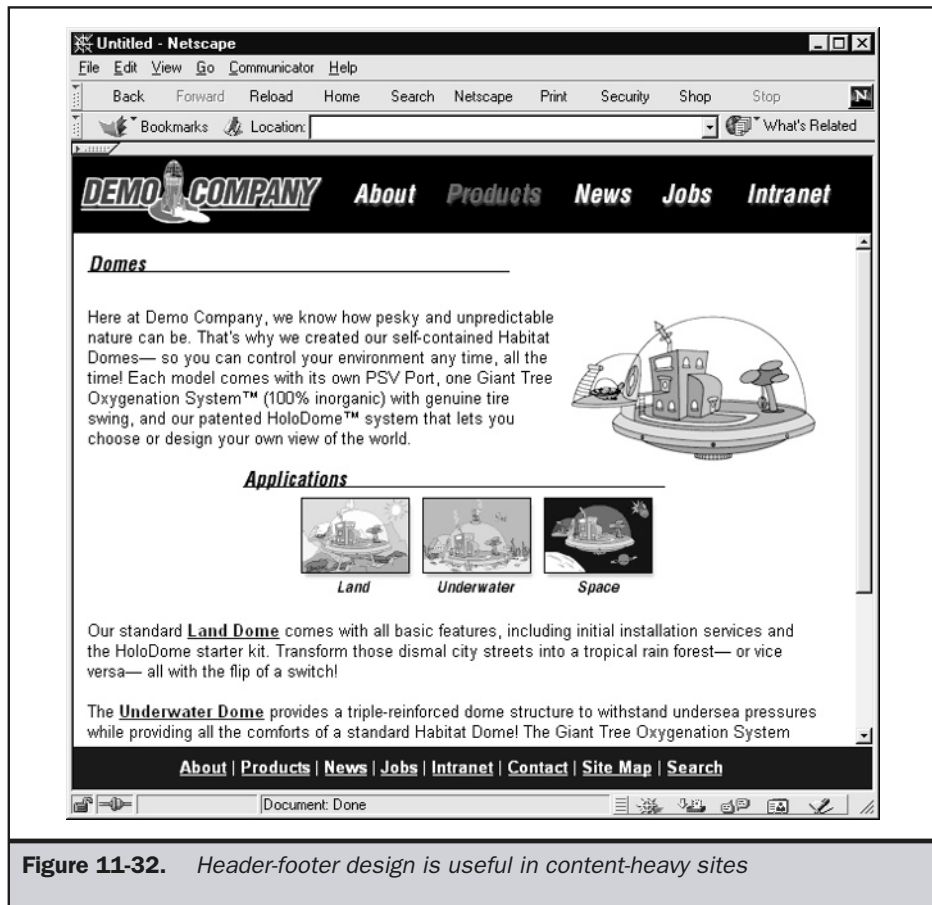 Untitled - Netscape
File Edit View Go Communicator Help
Back Forward Reload Home Search Netscape Print Security Shop Stop N
Bookmarks Location: What's Related
DEMO COMPANY About Products News Jobs Intranet
Domes
Here at Demo Company, we know how pesky and unpredictable
nature can be. That's why we created our self-contained Habitat
Domes— so you can control your environment any time, all the
time! Each model comes with its own PSV Port, one Giant Tree
Oxygenation System™ (100% inorganic) with genuine tire
swing, and our patented HoloDome™ system that lets you
choose or design your own view of the world.
Applications
Land Underwater Space
Our standard Land Dome comes with all basic features, including initial installation services and
the HoloDome starter kit. Transform those dismal city streets into a tropical rain forest— or vice
versa— all with the flip of a switch!
The Underwater Dome provides a triple-reinforced dome structure to withstand undersea pressures
while providing all the comforts of a standard Habitat Dome! The Giant Tree Oxygenation System
About | Products | News | Jobs | Intranet | Contact | Site Map | Search
Document: Done
Figure 11-32. Header-footer design is useful in content-heavy sites